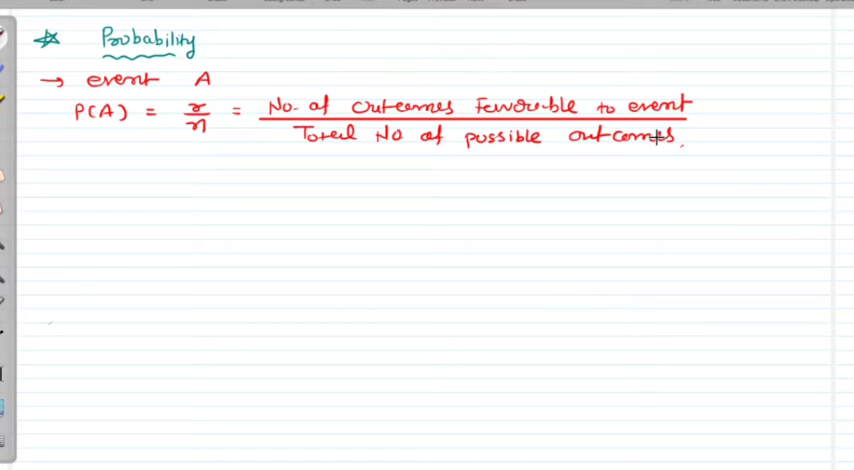 Probability
→ event A
P(A) = r/n = No. of outcomes Favourable to event / Total No of possible outcomes.